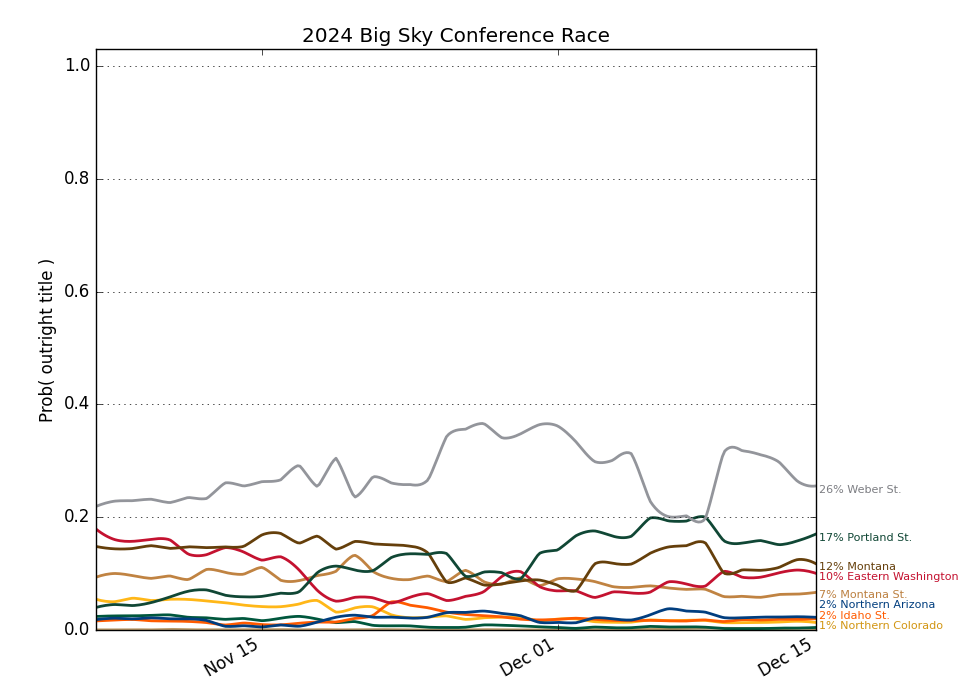 2024 Big Sky Conference Race
Prob( outright title )
1.0
0.8
0.6
0.4
0.2
0.0
Nov 15
Dec 01
Dec 15
26% Weber St.
17% Portland St.
12% Montana
10% Eastern Washington
7% Montana St.
2% Northern Arizona
2% Idaho St.
1% Northern Colorado